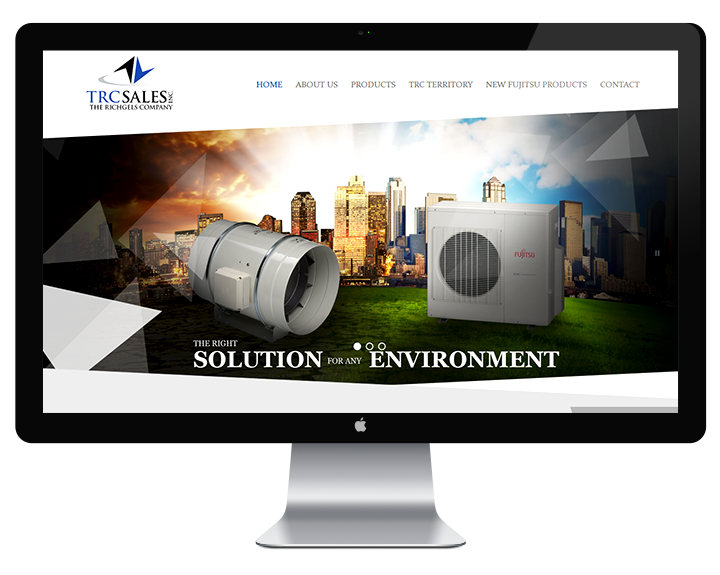 TRC SALES INC.
THE RICHGELS COMPANY
HOME ABOUT US PRODUCTS TRC TERRITORY NEW FUJITSU PRODUCTS CONTACT
FUJITSU
THE RIGHT
SOLUTION FOR ANY ENVIRONMENT